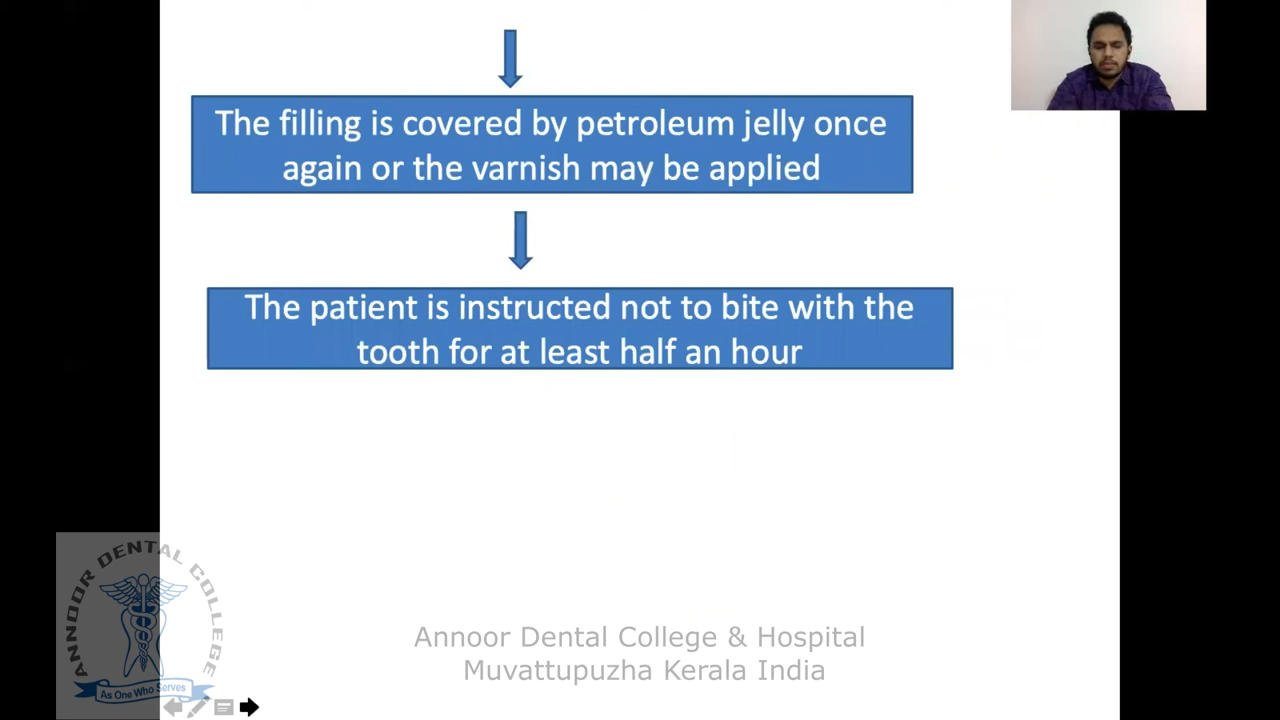 The filling is covered by petroleum jelly once
again or the varnish may be applied
The patient is instructed not to bite with the
tooth for at least half an hour
ANNOOR DENTAL COLLEGE
As One Who Serves
Annoor Dental College & Hospital
Muvattupuzha Kerala India